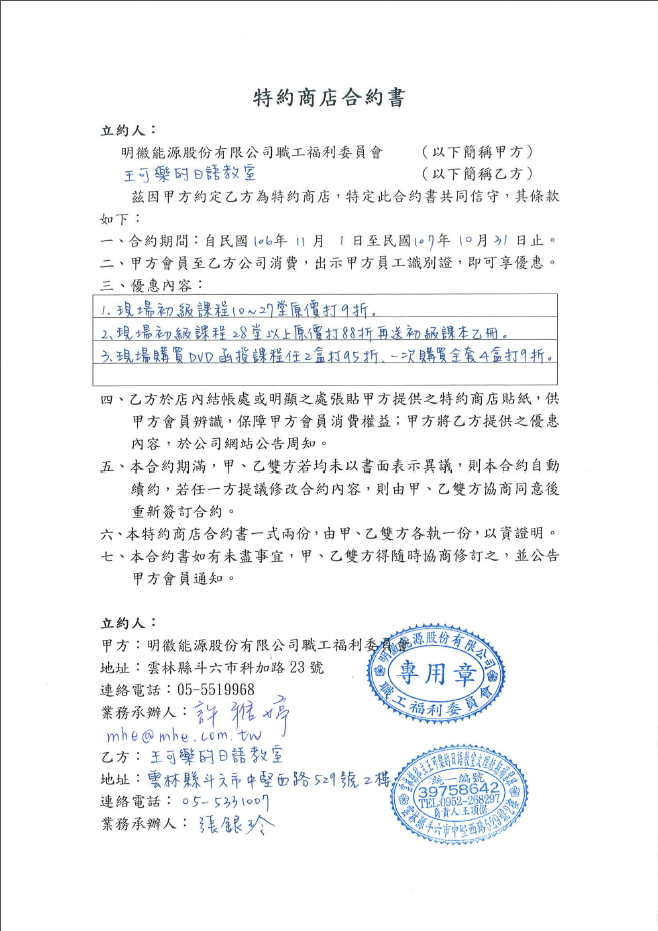 特約商店合約書
立約人：
明徽能源股份有限公司職工福利委員會 （以下簡稱甲方）
王可樂的日語教室 （以下簡稱乙方）
茲因甲方約定乙方為特約商店，特定此合約書共同信守，其條款
如下：
一、合約期間：自民國106年 11 月 1 日至民國107年 10月 31日止。
二、甲方會員至乙方公司消費，出示甲方員工識別證，即可享優惠。
三、優惠內容：
1、現場初級課程10~27堂原價打9折.
2、現場初級課程28堂以上原價打88折再送初級課本乙冊。
3、現場購買DVD函授課程任2盒打95折、一次購買全套4盒打9折。
四、乙方於店內結帳處或明顯之處張貼甲方提供之特約商店貼紙，供
甲方會員辨識，保障甲方會員消費權益；甲方將乙方提供之優惠
內容，於公司網站公告周知。
五、本合約期滿，甲、乙雙方若均未以書面表示異議，則本合約自動
續約，若任一方提議修改合約內容，則由甲、乙雙方協商同意後
重新簽訂合約。
六、本特約商店合約書一式兩份，由甲、乙雙方各執一份，以資證明。
七、本合約書如有未盡事宜，甲、乙雙方得隨時協商修訂之，並公告
甲方會員通知。
立約人：
甲方：明徽能源股份有限公司職工福利委員會
地址：雲林縣斗六市科加路 23 號
連絡電話：05-5519968
業務承辦人：許雅婷
mhe@mhe.com.tw
明徽能源股份有限公司
專用章
職工福利委員會
乙方：王可樂的日語教室
地址：雲林縣斗六市中堅西路529號2樓
連絡電話：05-5331007
業務承辦人：張銀玲
統一編號
39758642
TEL:0952-268297
負責人:王頂倨
雲林縣斗六市中堅西路529號2樓